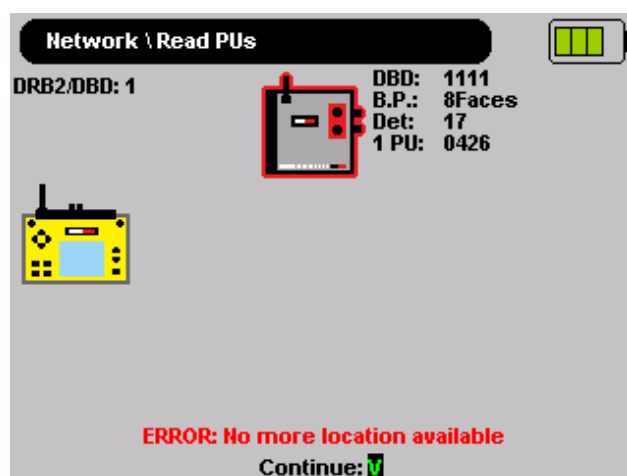 Network \ Read PUs
DRB2/DBD: 1
DBD: 1111
B.P.: 8Faces
Det: 17
1 PU: 0426
ERROR: No more location available
Continue: V